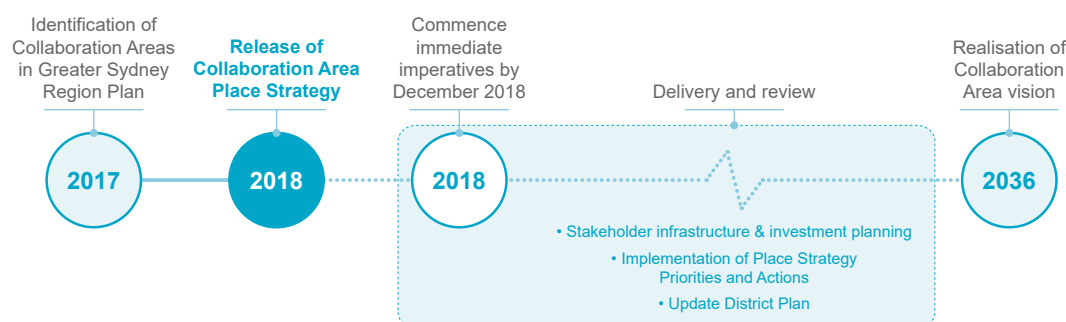 Identification of
Collaboration Areas
in Greater Sydney
Region Plan
2017
Release of
Collaboration Area
Place Strategy
2018
Commence
immediate
imperatives by
December 2018
2018
Delivery and review
• Stakeholder infrastructure & investment planning
• Implementation of Place Strategy
Priorities and Actions
• Update District Plan
Realisation of
Collaboration
Area vision
2036